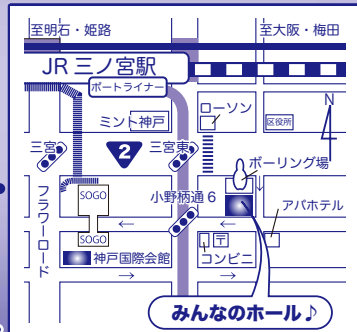 至明石・姫路
至大阪・梅田
JR 三ノ宮駅
ポートライナー
ローソン
N
ミント神戸
区役所
三宮
2
三宮東
ボーリング場
フラワーロード
SOGO
小野柄通6
アパホテル
SOGO
〒
神戸国際会館
コンビニ
みんなのホール♪